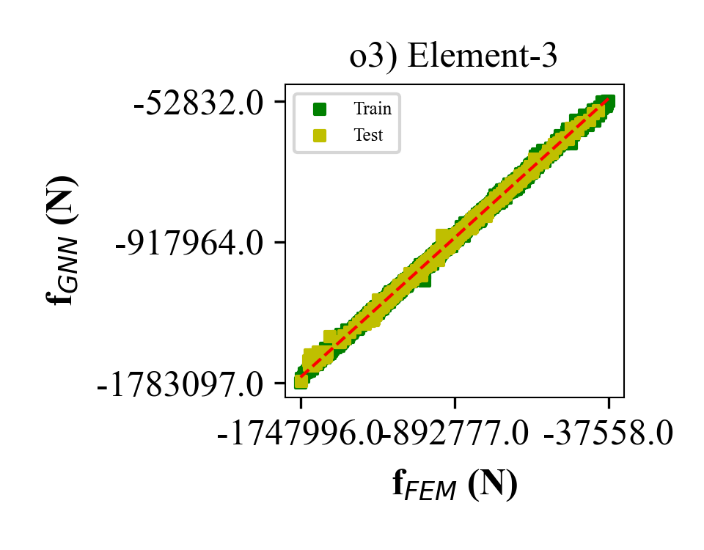 o3) Element-3
-52832.0
Train
Test
f_GNN (N)
-917964.0
-1783097.0
-1747996.0
-892777.0
-37558.0
f_FEM (N)